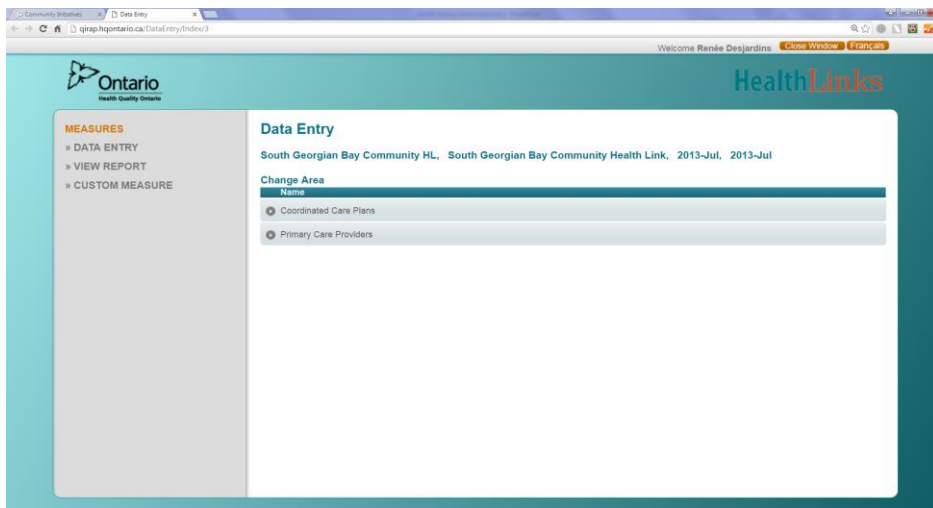 Community Initiatives
Data Entry
qirap.hqontario.ca/DataEntry/Index/3
Welcome Renée Desjardins Close Window Français
Ontario
Health Quality Ontario
HealthLinks
MEASURES
» DATA ENTRY
» VIEW REPORT
» CUSTOM MEASURE
Data Entry
South Georgian Bay Community HL, South Georgian Bay Community Health Link, 2013-Jul, 2013-Jul
Change Area
Name
Coordinated Care Plans
Primary Care Providers